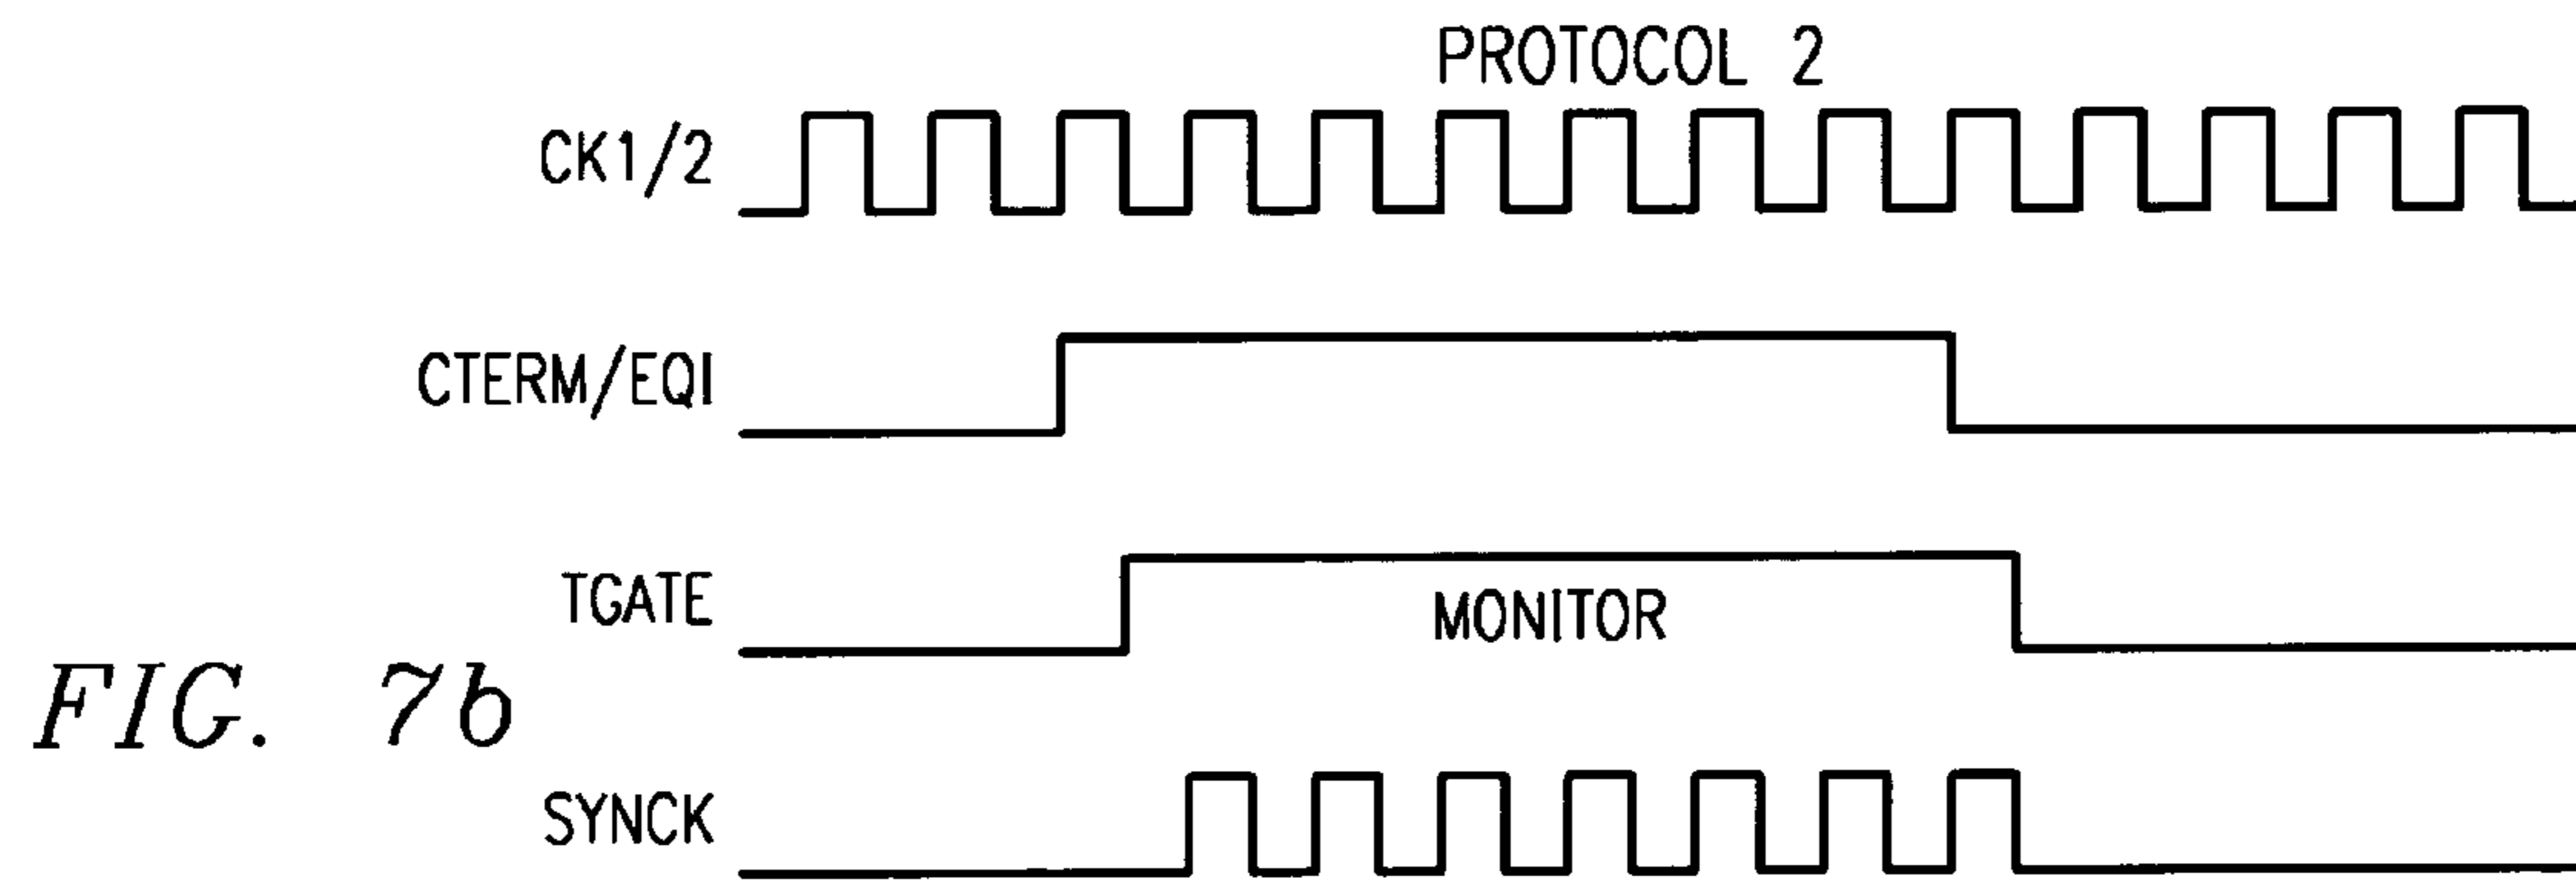 PROTOCOL 2
CK1/2
CTERM/EQI
TGATE
MONITOR
FIG. 7b
SYNCK